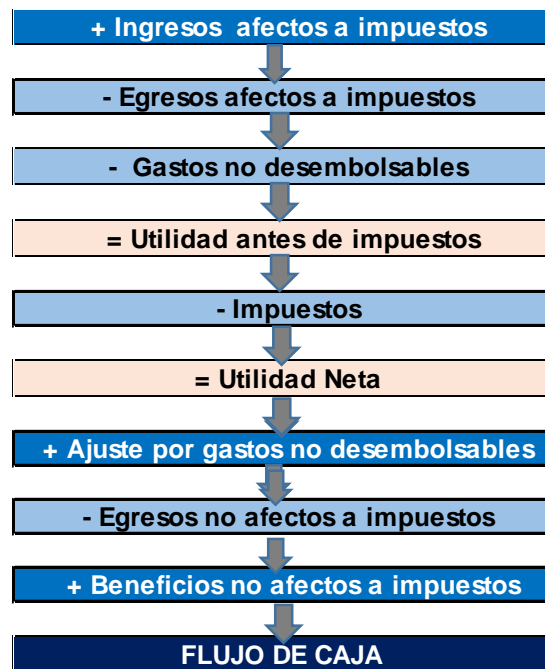 + Ingresos afectos a impuestos
- Egresos afectos a impuestos
- Gastos no desembolsables
= Utilidad antes de impuestos
- Impuestos
= Utilidad Neta
+ Ajuste por gastos no desembolsables
- Egresos no afectos a impuestos
+ Beneficios no afectos a impuestos
FLUJO DE CAJA